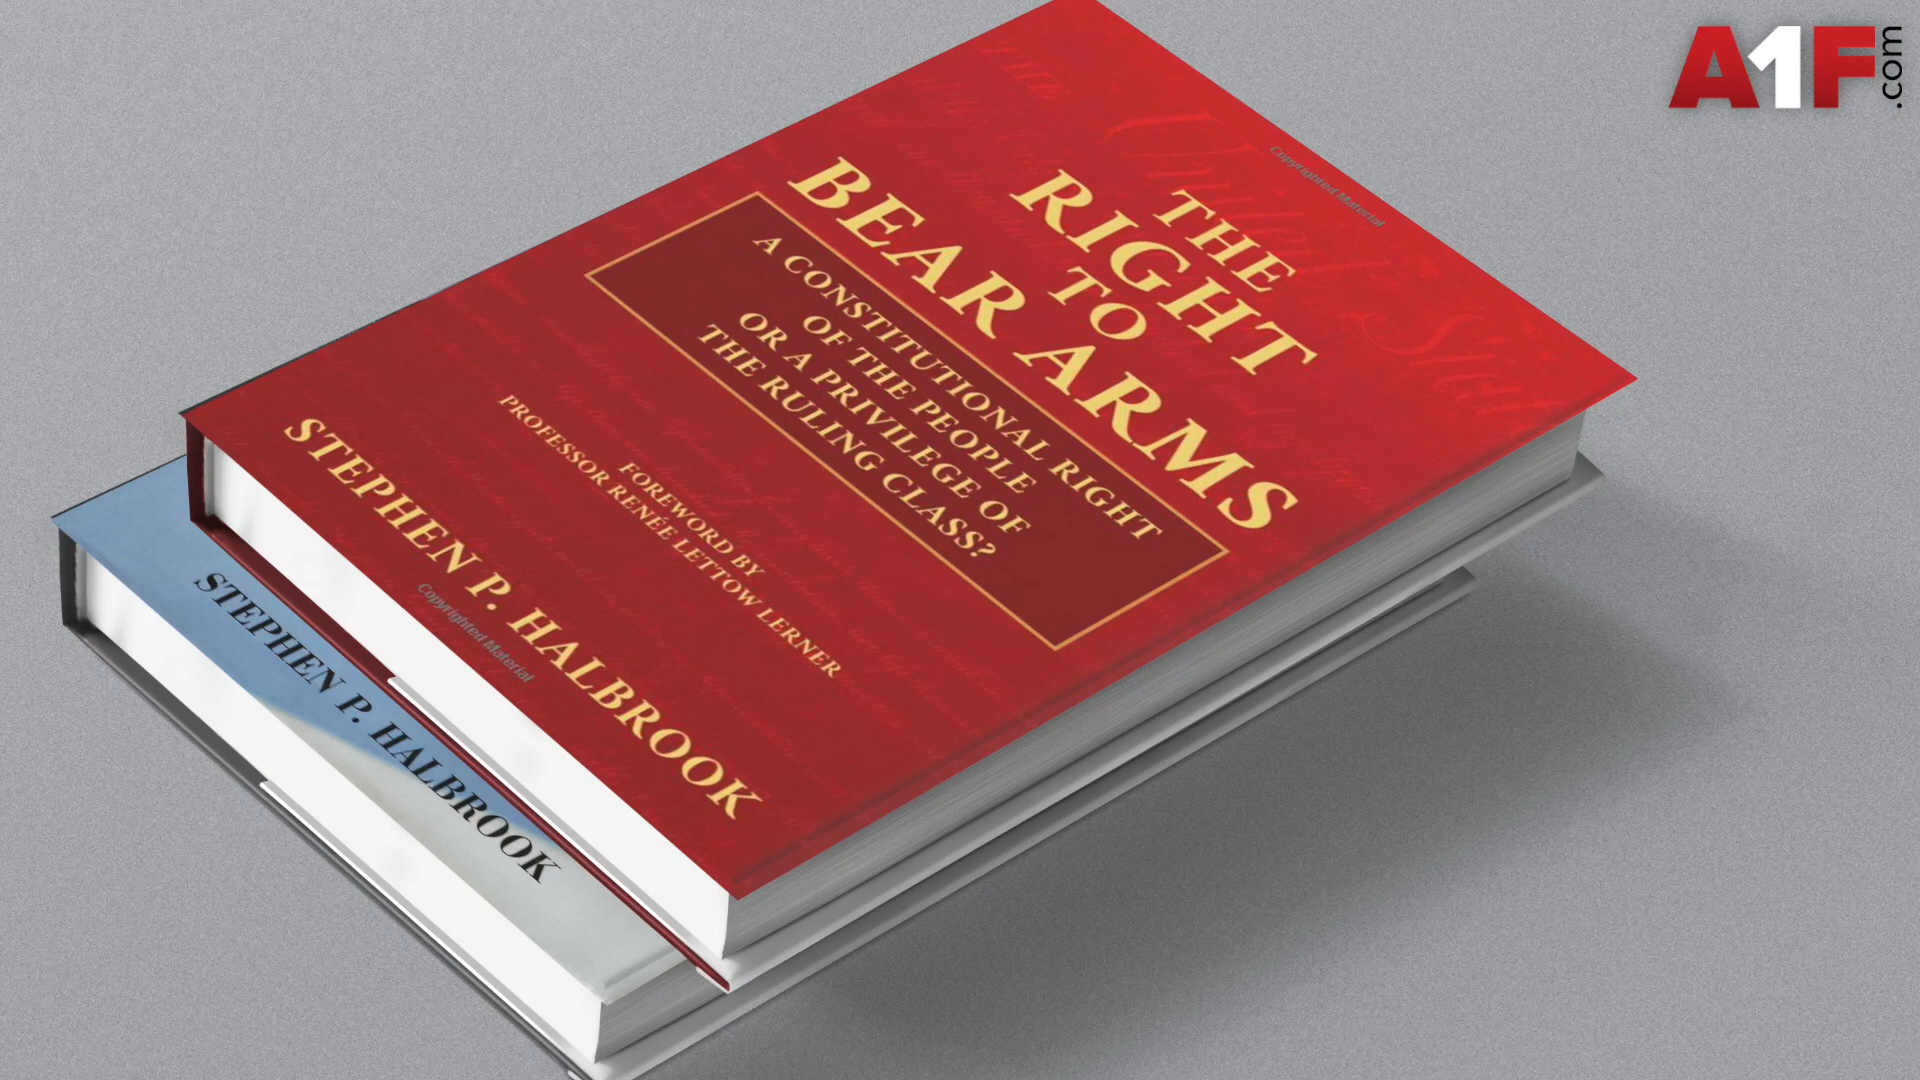 A1F.com
Copyrighted Material
THE
RIGHT
TO
BEAR ARMS
A CONSTITUTIONAL RIGHT
OF THE PEOPLE
OR A PRIVILEGE OF
THE RULING CLASS?
FOREWORD BY
PROFESSOR RENÉE LETTOW LERNER
STEPHEN P. HALBROOK
Copyrighted Material
STEPHEN P. HALBROOK